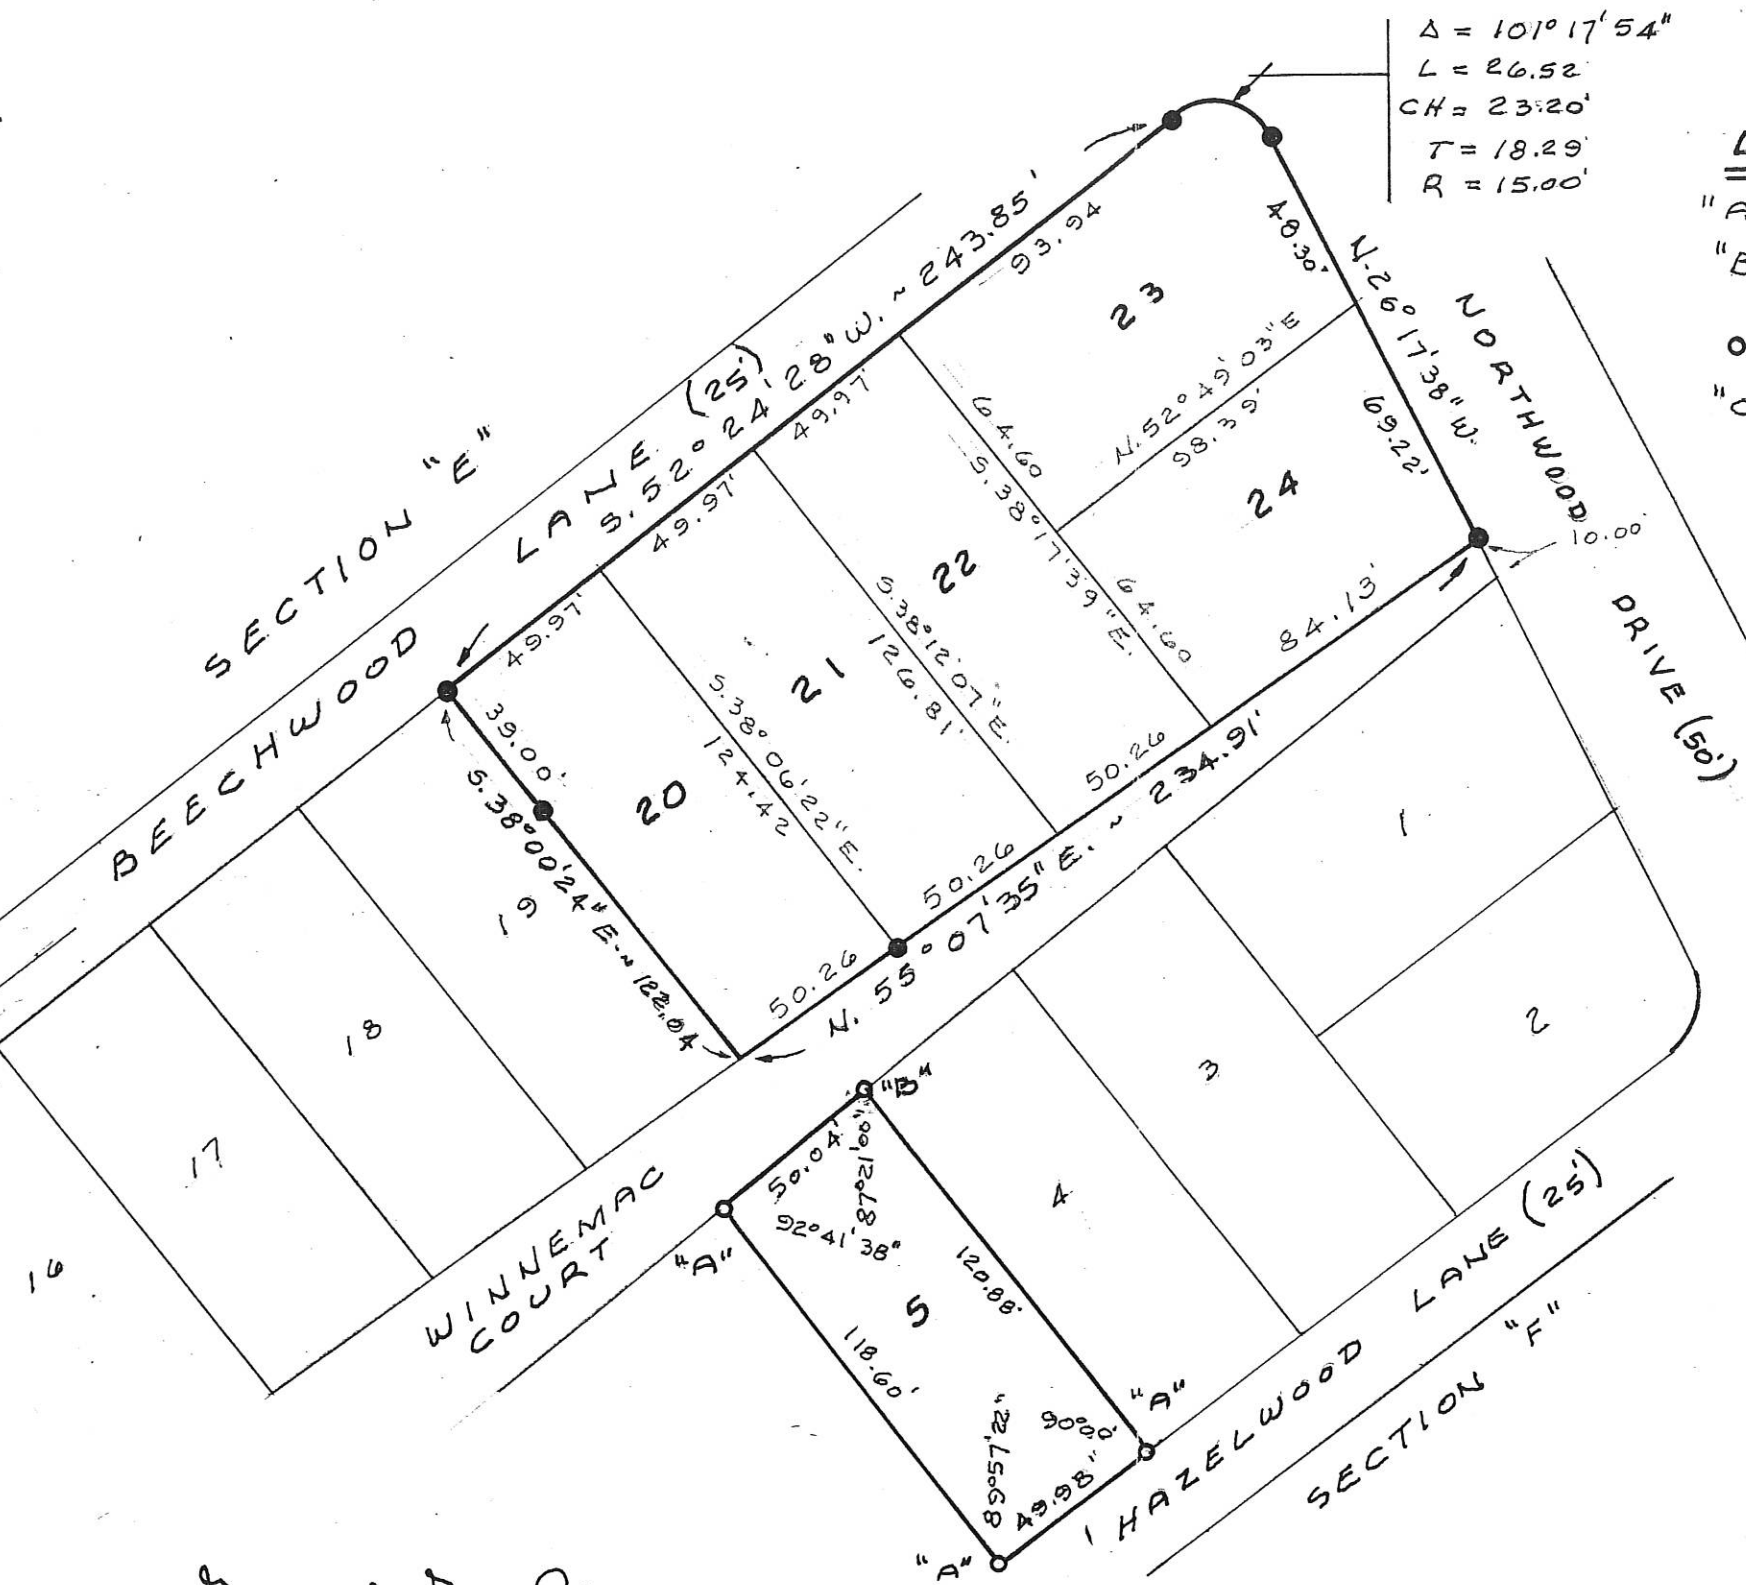 Δ = 101° 17' 54"
L = 26.52'
CH = 23.20'
T = 18.29'
R = 15.00'
"A
"B
SECTION "E"
BEECHWOOD LANE (25')
S. 52° 24' 28" W. ~ 243.85'
93.94
49.97'
49.97'
49.97'
23
48.30'
N. 26° 17' 38" W.
69.22'
NORTHWOOD DRIVE (50')
10.00'
N. 52° 49' 03" E
98.39'
24
64.60
S. 38° 17' 39" E.
64.60
22
S. 38° 12' 07" E.
126.81'
21
S. 38° 06' 22" E.
124.42
20
39.00'
S. 38° 00' 24" E. ~ 122.04
84.13'
50.26
50.26
50.26
N. 55° 07' 35" E. ~ 234.91'
19
18
17
16
1
2
3
4
WINNEMAC
COURT
"B"
50.04'
87° 21' 00"
92° 41' 38"
"A"
5
120.88'
118.60'
"A"
90° 00'
89° 57' 22"
49.98'
"A"
HAZELWOOD LANE (25')
SECTION "F"